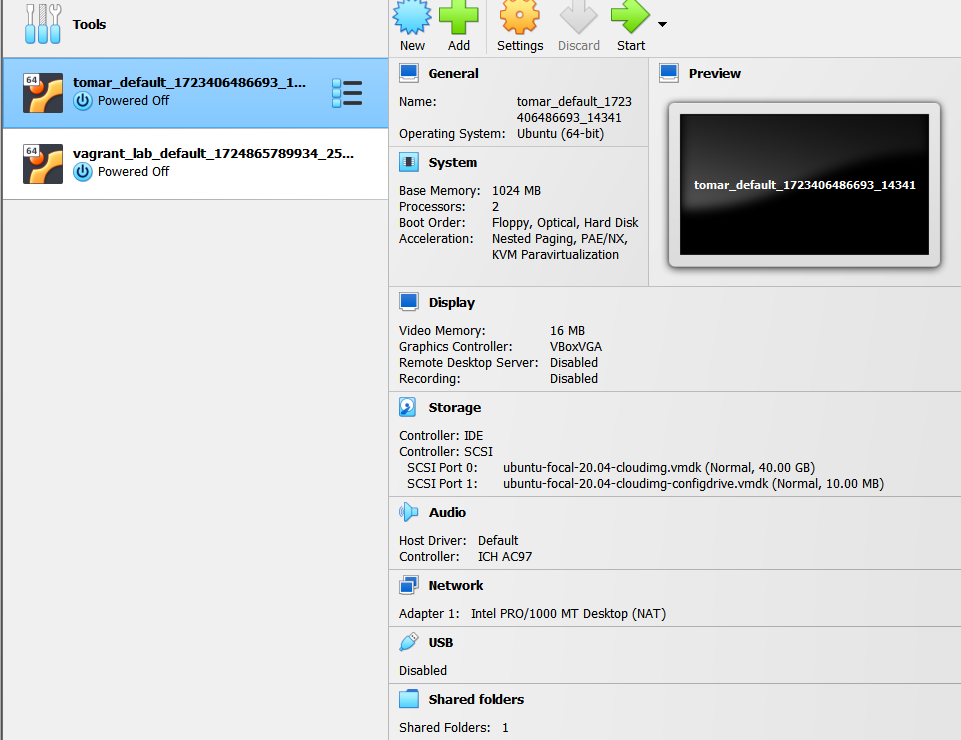 Tools
New Add Settings Discard Start
64
tomar_default_1723406486693_1...
Powered Off
64
vagrant_lab_default_1724865789934_25...
Powered Off
General
Name: tomar_default_1723
406486693_14341
Operating System: Ubuntu (64-bit)
Preview
tomar_default_1723406486693_14341
System
Base Memory: 1024 MB
Processors: 2
Boot Order: Floppy, Optical, Hard Disk
Acceleration: Nested Paging, PAE/NX,
KVM Paravirtualization
Display
Video Memory: 16 MB
Graphics Controller: VBoxVGA
Remote Desktop Server: Disabled
Recording: Disabled
Storage
Controller: IDE
Controller: SCSI
SCSI Port 0: ubuntu-focal-20.04-cloudimg.vmdk (Normal, 40.00 GB)
SCSI Port 1: ubuntu-focal-20.04-cloudimg-configdrive.vmdk (Normal, 10.00 MB)
Audio
Host Driver: Default
Controller: ICH AC97
Network
Adapter 1: Intel PRO/1000 MT Desktop (NAT)
USB
Disabled
Shared folders
Shared Folders: 1